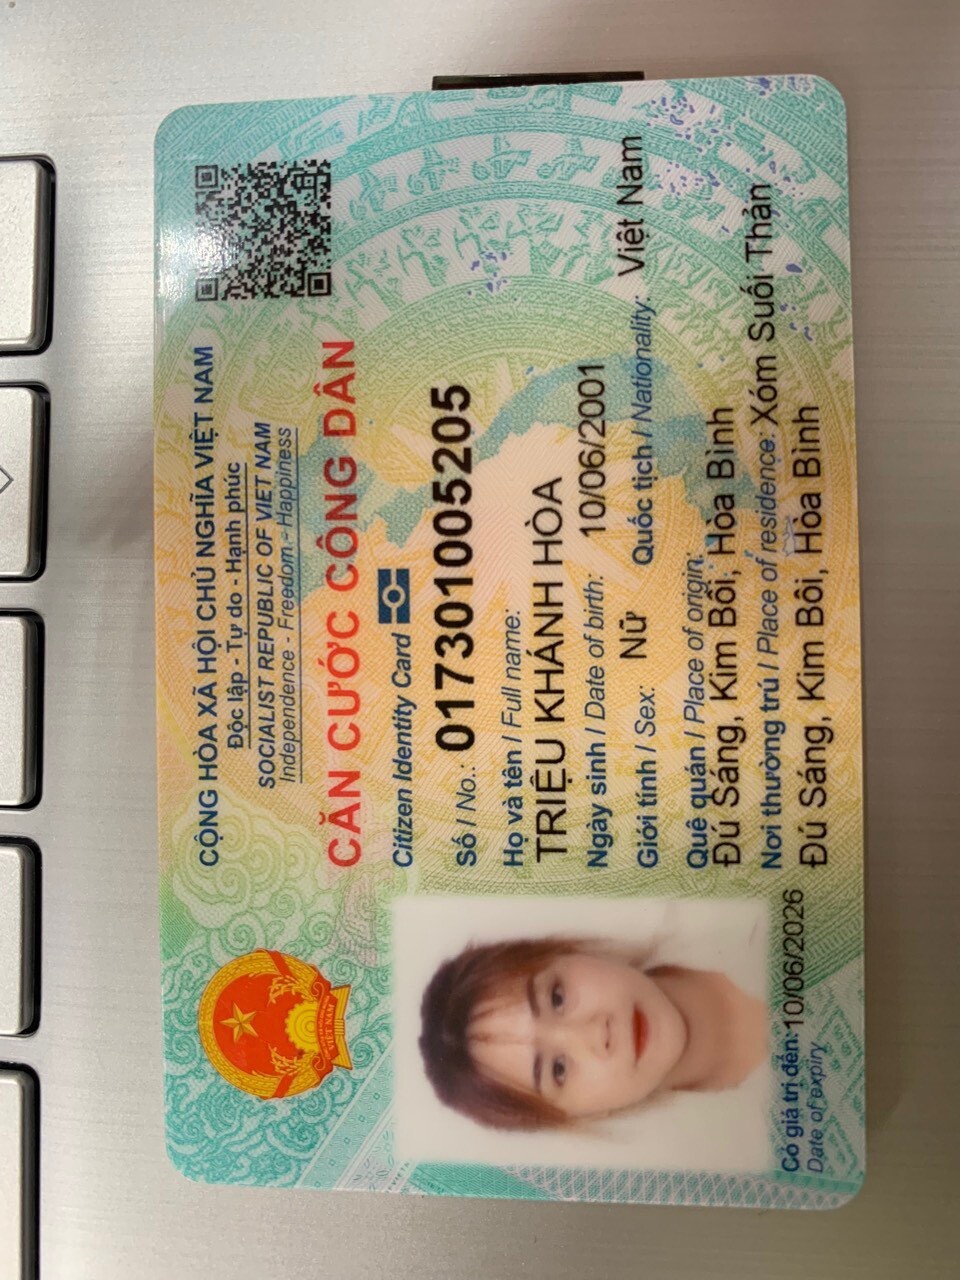 CỘNG HÒA XÃ HỘI CHỦ NGHĨA VIỆT NAM
Độc lập - Tự do - Hạnh phúc
SOCIALIST REPUBLIC OF VIET NAM
Independence - Freedom - Happiness
CĂN CƯỚC CÔNG DÂN
Citizen Identity Card
Số / No.: 017301005205
Họ và tên / Full name:
TRIỆU KHÁNH HÒA
Ngày sinh / Date of birth: 10/06/2001
Giới tính / Sex: Nữ Quốc tịch / Nationality: Việt Nam
Quê quán / Place of origin:
Đú Sáng, Kim Bôi, Hòa Bình
Nơi thường trú / Place of residence: Xóm Suối Thản
Đú Sáng, Kim Bôi, Hòa Bình
Có giá trị đến: 10/06/2026
Date of expiry
VIỆT NAM